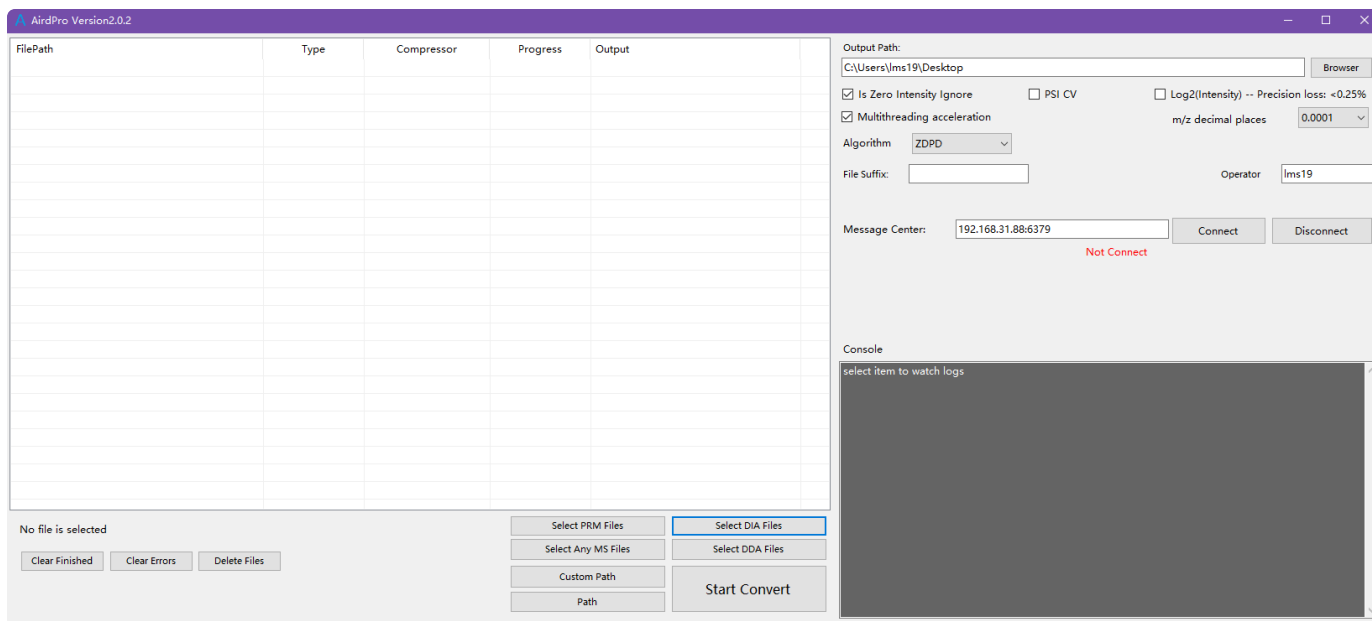 AirdPro Version2.0.2
FilePath Type Compressor Progress Output
No file is selected
Clear Finished Clear Errors Delete Files
Select PRM Files Select DIA Files
Select Any MS Files Select DDA Files
Custom Path
Path
Start Convert
Output Path:
C:\Users\lms19\Desktop Browser
Is Zero Intensity Ignore PSI CV Log2(Intensity) -- Precision loss: <0.25%
Multithreading acceleration m/z decimal places 0.0001
Algorithm ZDPD
File Suffix: Operator lms19
Message Center: 192.168.31.88:6379 Connect Disconnect
Not Connect
Console
select item to watch logs